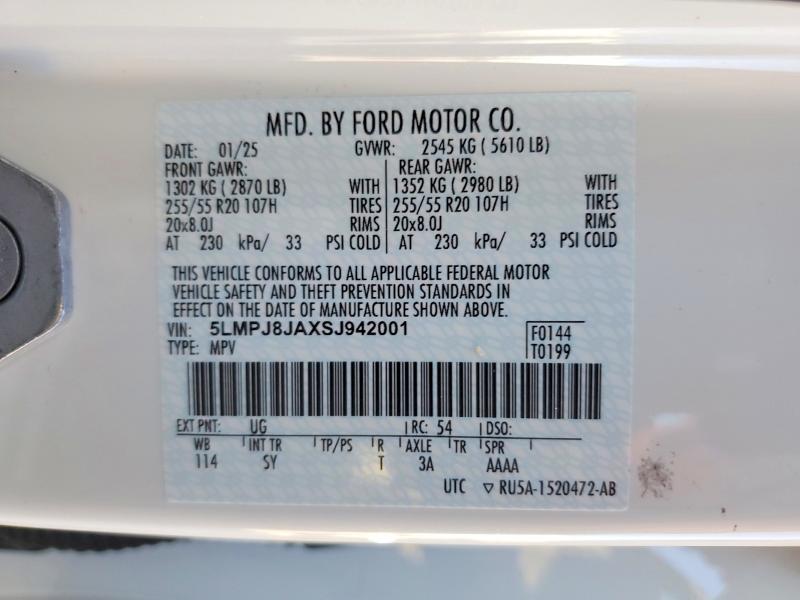 MFD. BY FORD MOTOR CO.
DATE: 01/25 GVWR: 2545 KG ( 5610 LB)
FRONT GAWR: REAR GAWR:
1302 KG ( 2870 LB) WITH 1352 KG ( 2980 LB) WITH
255/55 R20 107H TIRES 255/55 R20 107H TIRES
20x8.0J RIMS 20x8.0J RIMS
AT 230 kPa/ 33 PSI COLD AT 230 kPa/ 33 PSI COLD
THIS VEHICLE CONFORMS TO ALL APPLICABLE FEDERAL MOTOR
VEHICLE SAFETY AND THEFT PREVENTION STANDARDS IN
EFFECT ON THE DATE OF MANUFACTURE SHOWN ABOVE.
VIN: 5LMPJ8JAXSJ942001 F0144
TYPE: MPV T0199
EXT PNT: UG RC: 54 DSO:
WB INT TR TP/PS R AXLE TR SPR
114 SY T 3A AAAA
UTC ▽ RU5A-1520472-AB